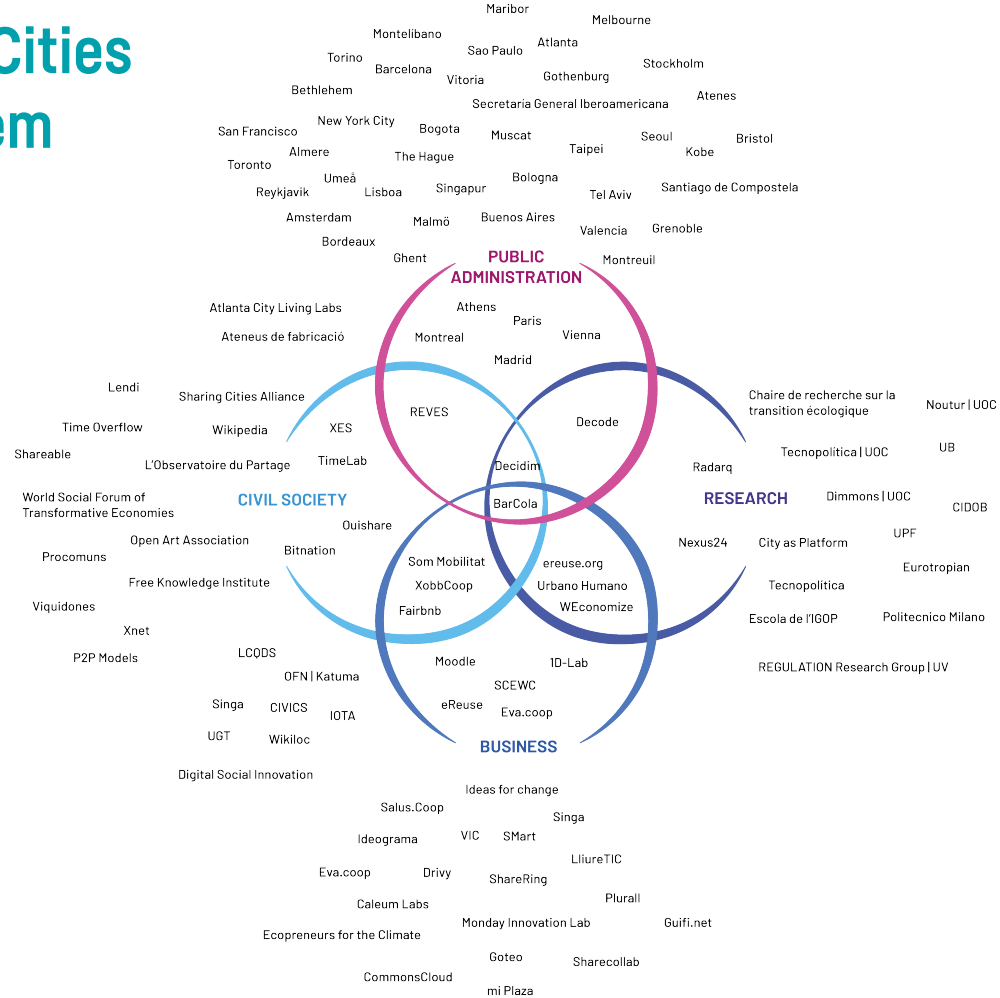 Cities
em
Maribor
Melbourne
Montelibano
Atlanta
Sao Paulo
Torino
Stockholm
Barcelona
Vitoria
Gothenburg
Bethlehem
Atenes
Secretaria General Iberoamericana
New York City
Bogota
San Francisco
Muscat
Seoul
Bristol
Taipei
Kobe
Almere
The Hague
Toronto
Umeå
Bologna
Reykjavik
Lisboa
Singapur
Tel Aviv
Santiago de Compostela
Amsterdam
Malmö
Buenos Aires
Valencia
Grenoble
Bordeaux
Ghent
Montreuil
PUBLIC
ADMINISTRATION
Atlanta City Living Labs
Athens
Paris
Ateneus de fabricació
Montreal
Vienna
Madrid
Lendi
Sharing Cities Alliance
Chaire de recherche sur la
transition écologique
Noutur | UOC
REVES
Decode
Time Overflow
Wikipedia
XES
Shareable
L'Observatoire du Partage
TimeLab
Decidim
Radarq
Tecnopolítica | UOC
UB
World Social Forum of
Transformative Economies
CIVIL SOCIETY
BarCola
RESEARCH
Dimmons | UOC
CIDOB
Ouishare
Open Art Association
Bitnation
Nexus24
City as Platform
UPF
Procomuns
Som Mobilitat
ereuse.org
Eurotropian
Free Knowledge Institute
XobbCoop
Urbano Humano
Tecnopolítica
Viquidones
Fairbnb
WEconomize
Escola de l'IGOP
Politecnico Milano
Xnet
P2P Models
LCQDS
Moodle
1D-Lab
REGULATION Research Group | UV
OFN | Katuma
SCEWC
Singa
CIVICS
IOTA
eReuse
Eva.coop
UGT
Wikiloc
BUSINESS
Digital Social Innovation
Ideas for change
Salus.Coop
Singa
Ideograma
VIC
SMart
LliureTIC
Eva.coop
Drivy
ShareRing
Plurall
Caleum Labs
Monday Innovation Lab
Guifi.net
Ecopreneurs for the Climate
Goteo
Sharecollab
CommonsCloud
mi Plaza